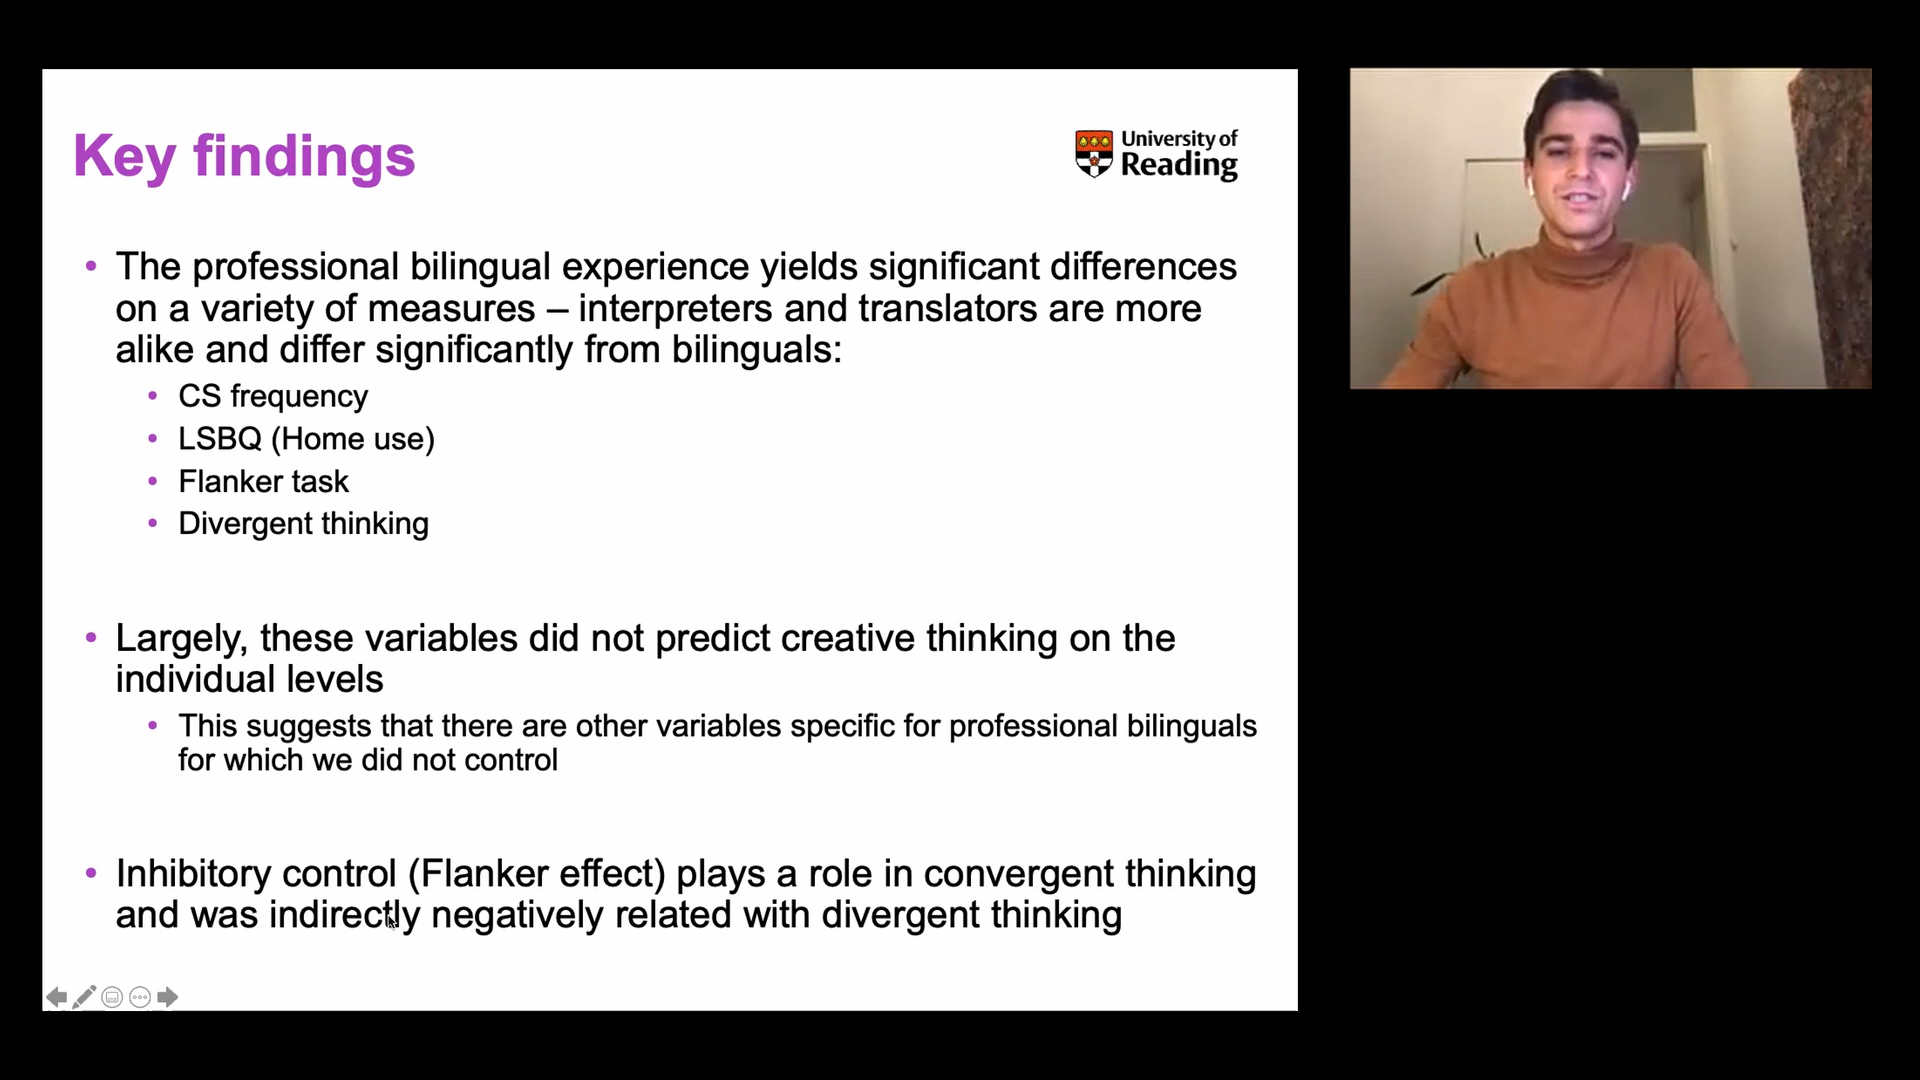 Key findings
University of
Reading
The professional bilingual experience yields significant differences
on a variety of measures – interpreters and translators are more
alike and differ significantly from bilinguals:
CS frequency
LSBQ (Home use)
Flanker task
Divergent thinking
Largely, these variables did not predict creative thinking on the
individual levels
This suggests that there are other variables specific for professional bilinguals
for which we did not control
Inhibitory control (Flanker effect) plays a role in convergent thinking
and was indirectly negatively related with divergent thinking